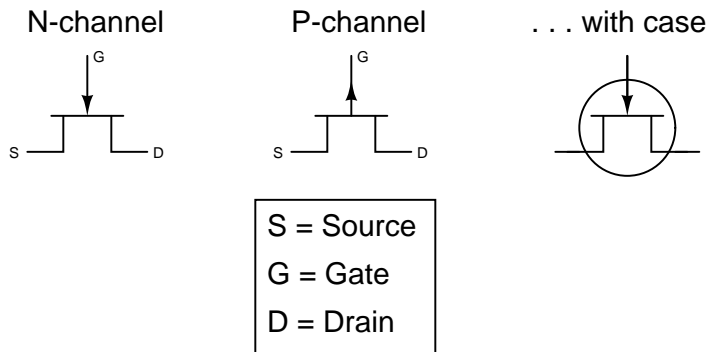 N-channel
P-channel
. . . with case
G
G
S
D
S
D
S = Source
G = Gate
D = Drain